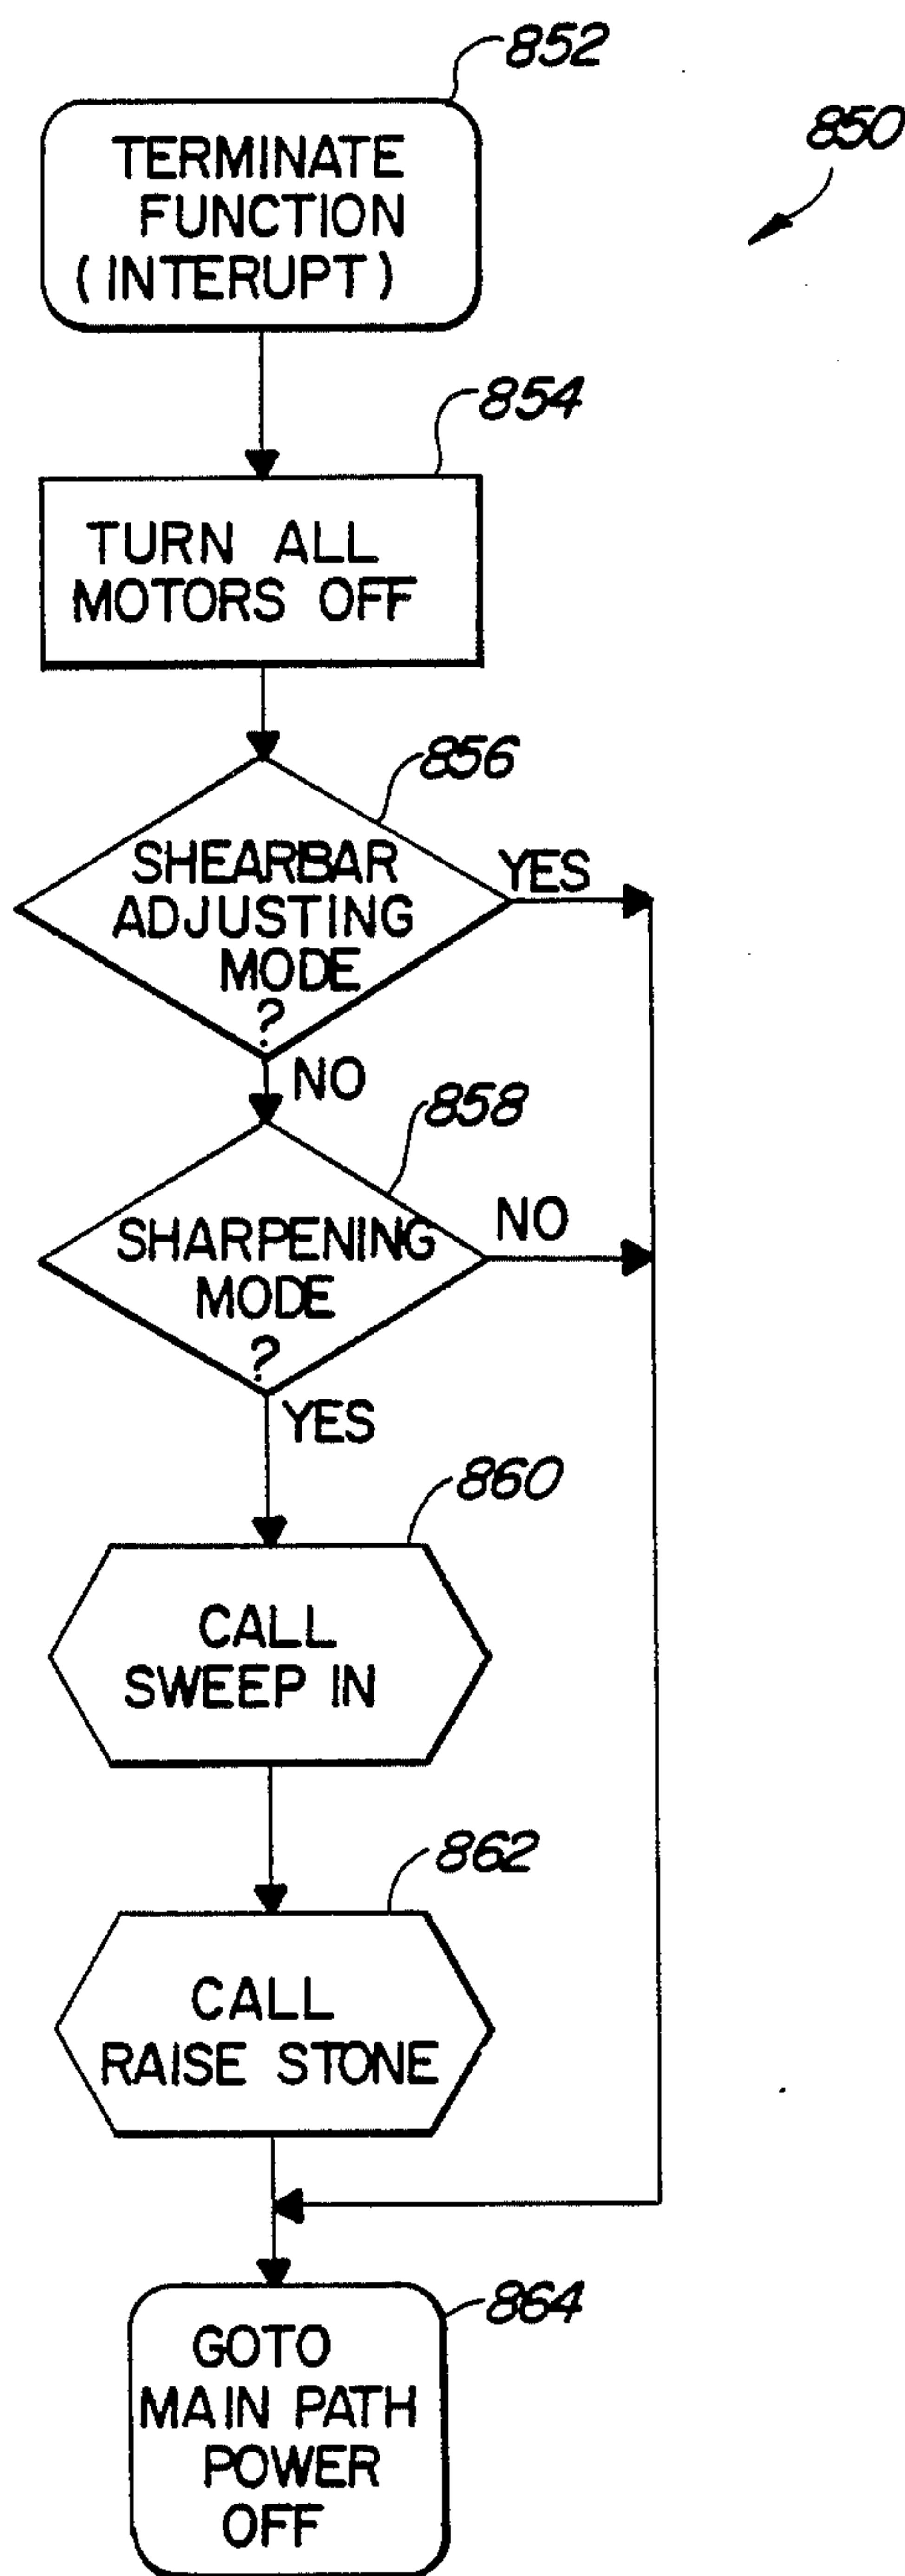 852
850
TERMINATE
FUNCTION
(INTERUPT)
854
TURN ALL
MOTORS OFF
856
SHEARBAR
ADJUSTING
MODE
?
YES
NO
858
SHARPENING
MODE
?
NO
YES
860
CALL
SWEEP IN
862
CALL
RAISE STONE
864
GOTO
MAIN PATH
POWER
OFF